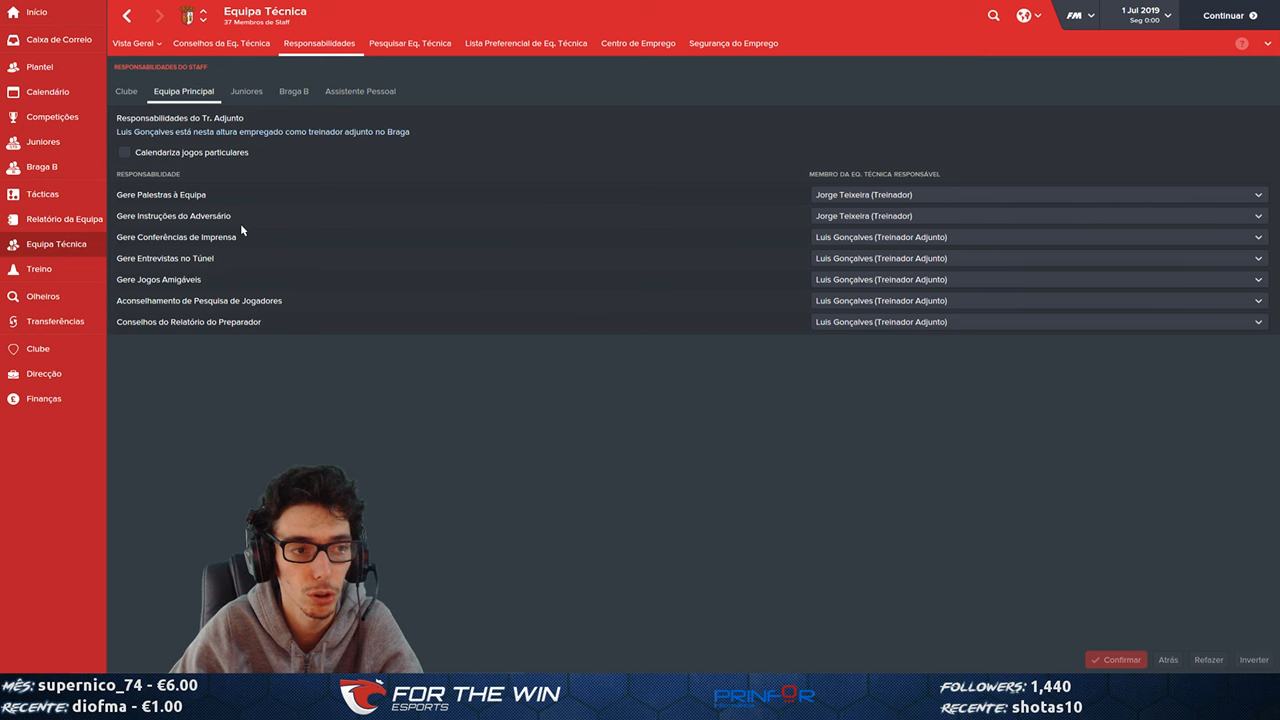 Início
Caixa de Correio
Plantel
Calendário
Competições
Juniores
Braga B
Tácticas
Relatório da Equipa
Equipa Técnica
Treino
Olheiros
Transferências
Clube
Direcção
Finanças
Equipa Técnica
37 Membros de Staff
FM
1 Jul 2019
Seg 0:00
Continuar
Vista Geral
Conselhos da Eq. Técnica
Responsabilidades
Pesquisar Eq. Técnica
Lista Preferencial de Eq. Técnica
Centro de Emprego
Segurança do Emprego
?
RESPONSABILIDADES DO STAFF
Clube
Equipa Principal
Juniores
Braga B
Assistente Pessoal
Responsabilidades do Tr. Adjunto
Luis Gonçalves está nesta altura empregado como treinador adjunto no Braga
Calendariza jogos particulares
RESPONSABILIDADE MEMBRO DA EQ. TÉCNICA RESPONSÁVEL
Gere Palestras à Equipa Jorge Teixeira (Treinador)
Gere Instruções do Adversário Jorge Teixeira (Treinador)
Gere Conferências de Imprensa Luis Gonçalves (Treinador Adjunto)
Gere Entrevistas no Túnel Luis Gonçalves (Treinador Adjunto)
Gere Jogos Amigáveis Luis Gonçalves (Treinador Adjunto)
Aconselhamento de Pesquisa de Jogadores Luis Gonçalves (Treinador Adjunto)
Conselhos do Relatório do Preparador Luis Gonçalves (Treinador Adjunto)
Confirmar
Atrás
Refazer
Inverter
MÊS: supernico_74 - €6.00
RECENTE: diofma - €1.00
FOR THE WIN
ESPORTS
PRINFOR
FOLLOWERS: 1,440
RECENTE: shotas10